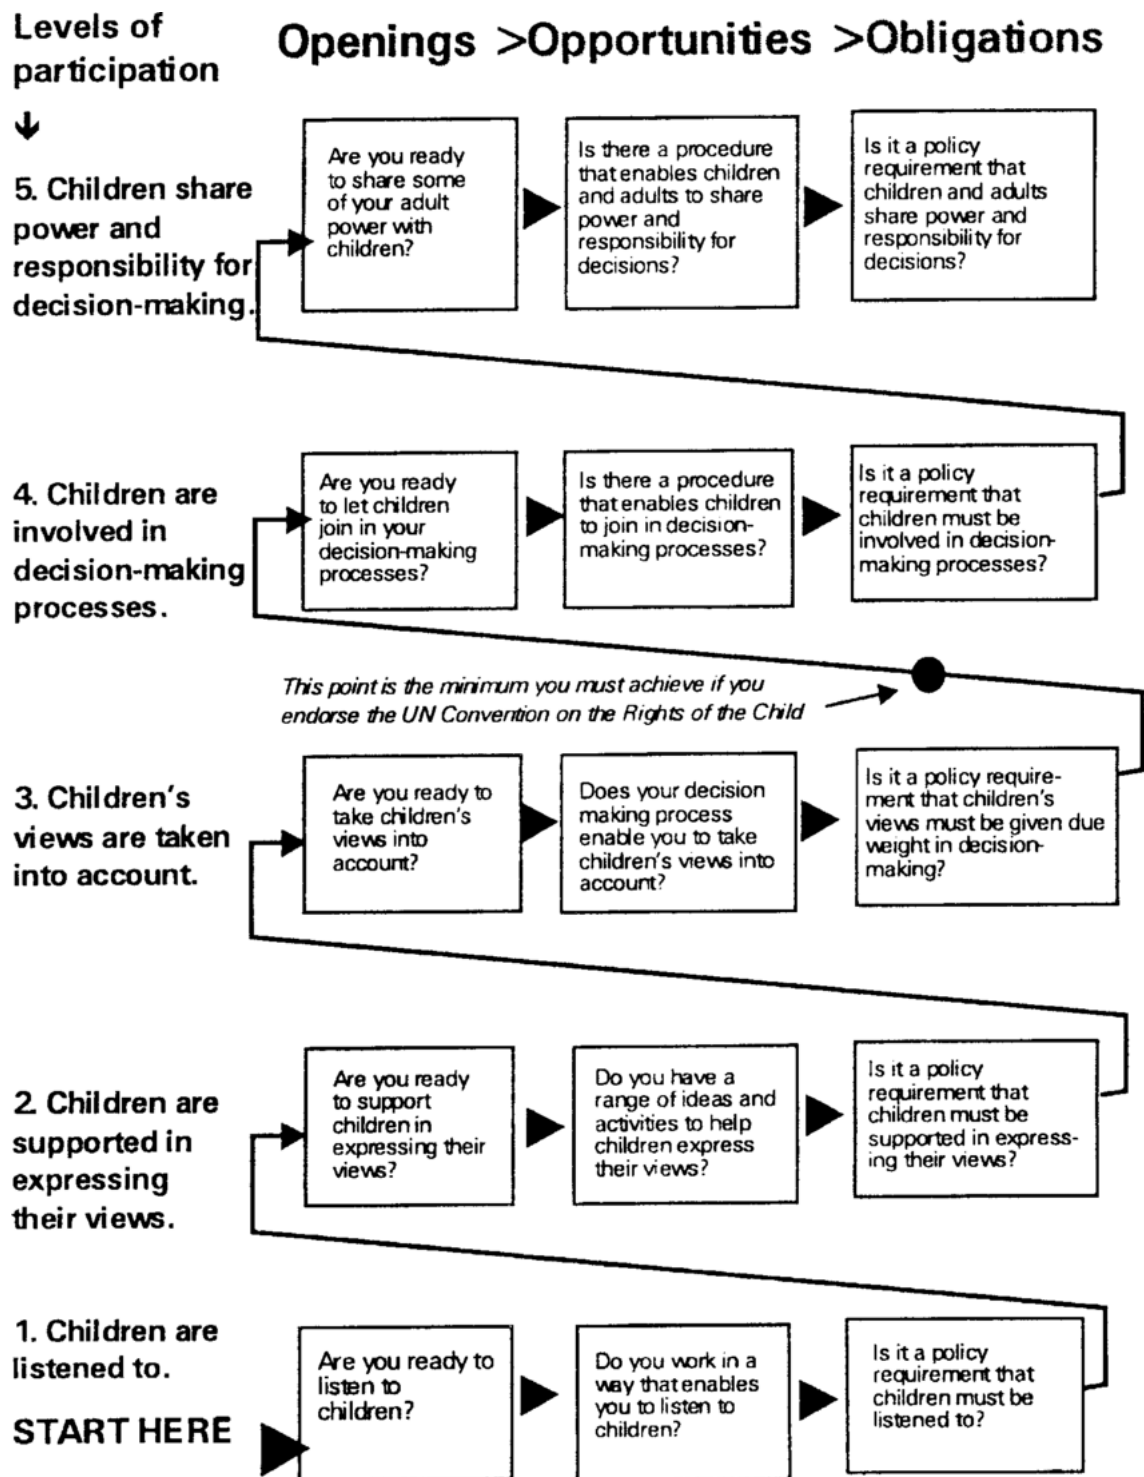 Levels of
participation
Openings >Opportunities >Obligations
5. Children share
power and
responsibility for
decision-making.
Are you ready
to share some
of your adult
power with
children?
Is there a procedure
that enables children
and adults to share
power and
responsibility for
decisions?
Is it a policy
requirement that
children and adults
share power and
responsibility for
decisions?
4. Children are
involved in
decision-making
processes.
Are you ready
to let children
join in your
decision-making
processes?
Is there a procedure
that enables children
to join in decision-
making processes?
Is it a policy
requirement that
children must be
involved in decision-
making processes?
This point is the minimum you must achieve if you
endorse the UN Convention on the Rights of the Child
3. Children's
views are taken
into account.
Are you ready to
take children's
views into
account?
Does your decision
making process
enable you to take
children's views into
account?
Is it a policy require-
ment that children's
views must be given due
weight in decision-
making?
2. Children are
supported in
expressing
their views.
Are you ready
to support
children in
expressing their
views?
Do you have a
range of ideas and
activities to help
children express
their views?
Is it a policy
requirement that
children must be
supported in express-
ing their views?
1. Children are
listened to.
START HERE
Are you ready to
listen to
children?
Do you work in a
way that enables
you to listen to
children?
Is it a policy
requirement that
children must be
listened to?